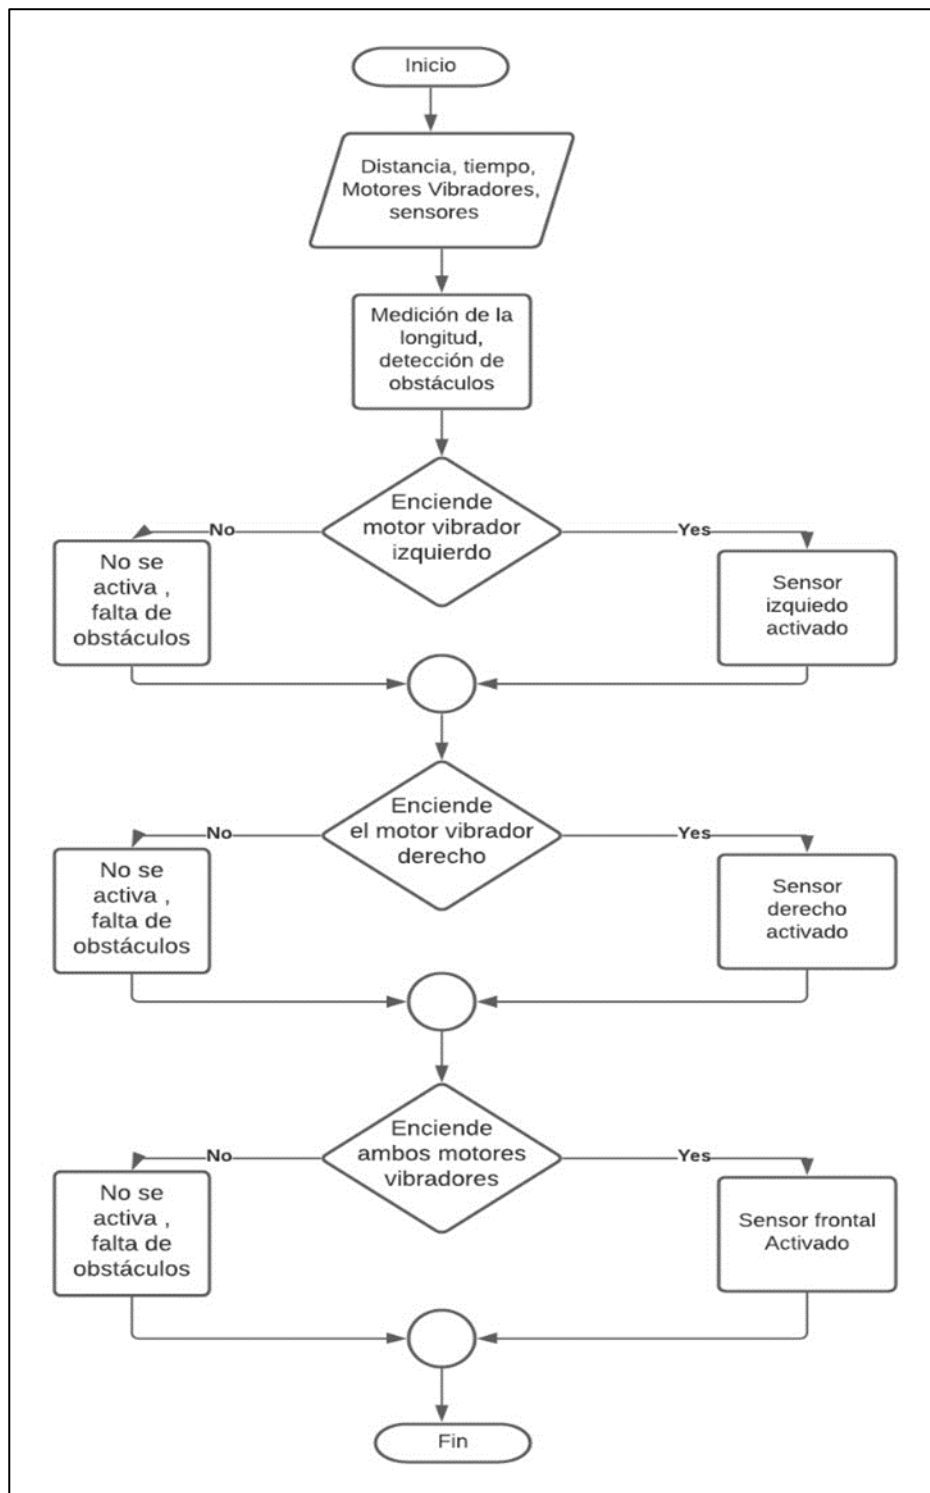 Inicio
Distancia, tiempo,
Motores Vibradores,
sensores
Medición de la
longitud,
detección de
obstáculos
Enciende
motor vibrador
izquierdo
No
Yes
No se
activa ,
falta de
obstáculos
Sensor
izquiedo
activado
Enciende
el motor vibrador
derecho
No
Yes
No se
activa ,
falta de
obstáculos
Sensor
derecho
activado
Enciende
ambos motores
vibradores
No
Yes
No se
activa ,
falta de
obstáculos
Sensor frontal
Activado
Fin